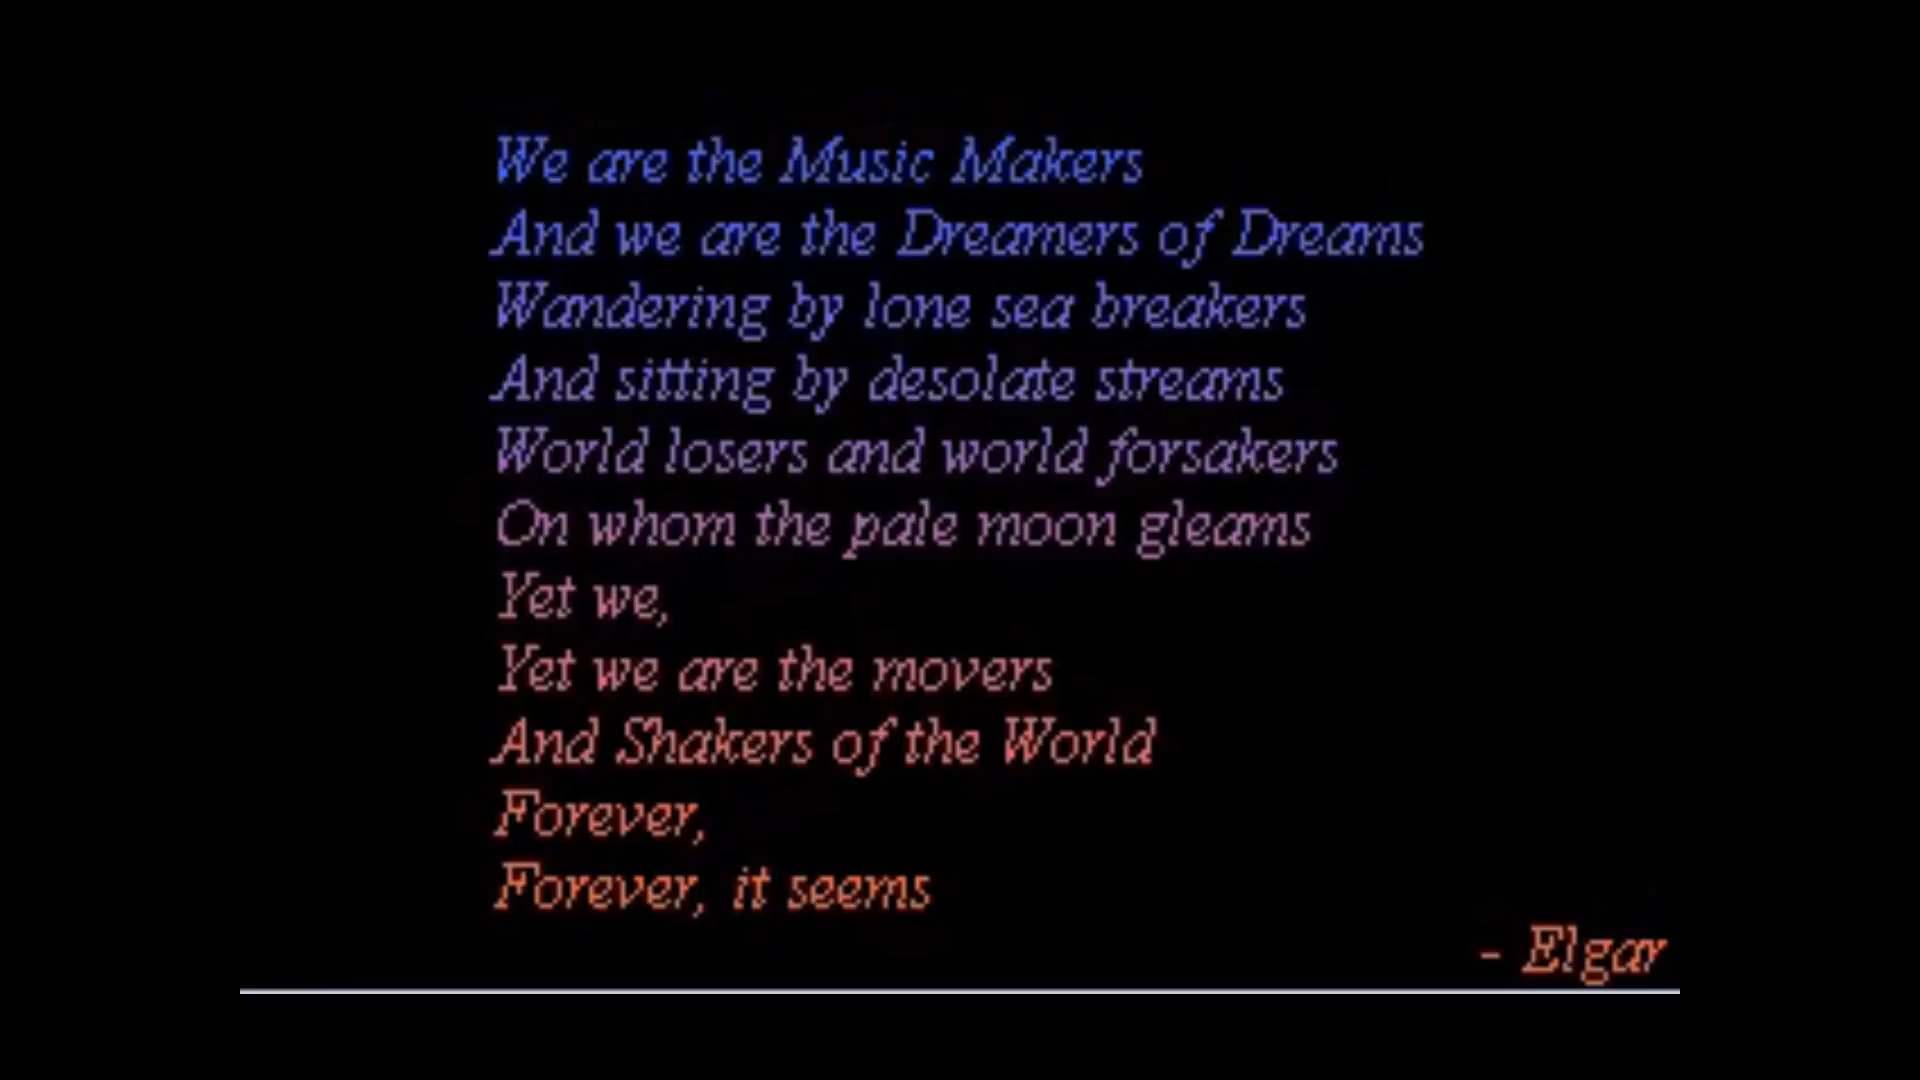 We are the Music Makers
And we are the Dreamers of Dreams
Wandering by lone sea breakers
And sitting by desolate streams
World losers and world forsakers
On whom the pale moon gleams
Yet we,
Yet we are the movers
And Shakers of the World
Forever,
Forever, it seems
- Elgar